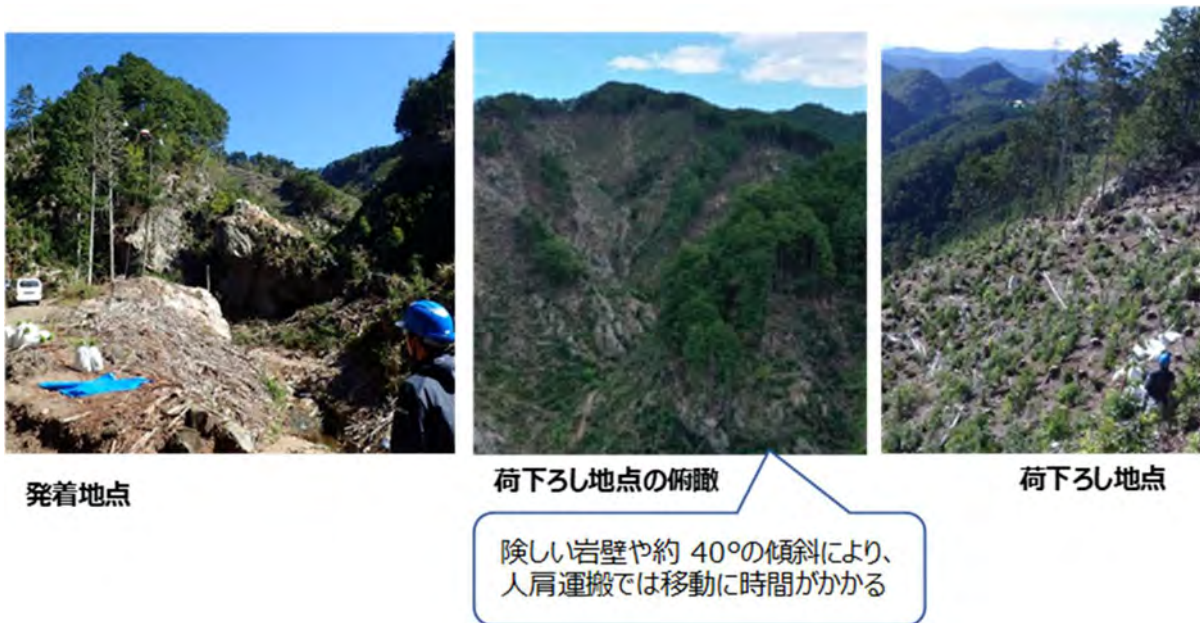 発着地点
荷下ろし地点の俯瞰
荷下ろし地点
険しい岩壁や約 40°の傾斜により、
人肩運搬では移動に時間がかかる